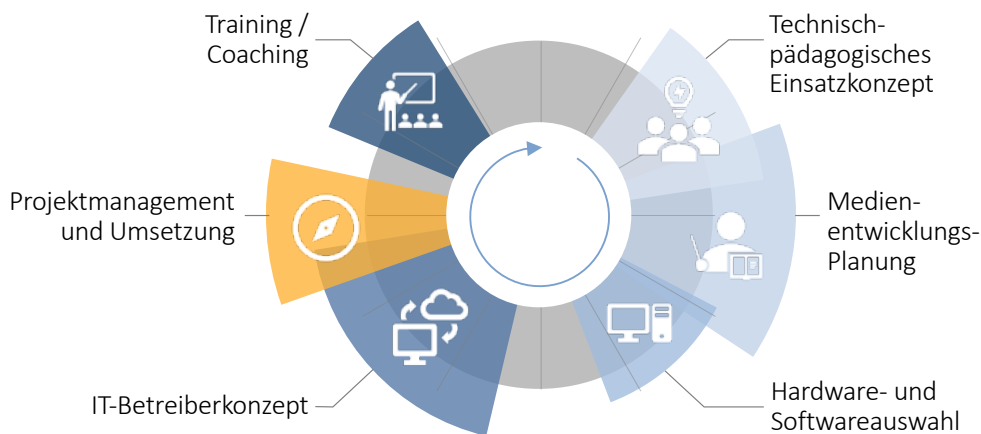 Training /
Coaching
Technisch-
pädagogisches
Einsatzkonzept
Projektmanagement
und Umsetzung
Medien-
entwicklungs-
Planung
IT-Betreiberkonzept
Hardware- und
Softwareauswahl